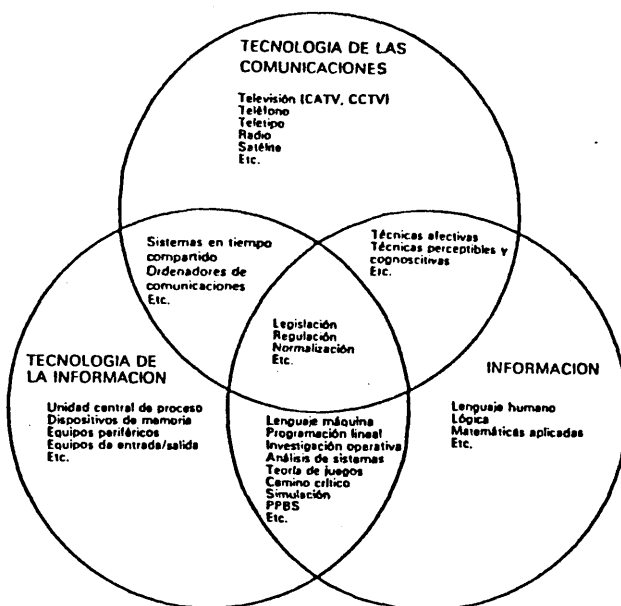 TECNOLOGIA DE LAS
COMUNICACIONES
Televisión (CATV, CCTV)
Teléfono
Teletipo
Radio
Satélite
Etc.
Sistemas en tiempo
compartido
Ordenadores de
comunicaciones
Etc.
Técnicas afectivas
Técnicas perceptibles y
cognoscitivas
Etc.
Legislación
Regulación
Normalización
Etc.
TECNOLOGIA DE
LA INFORMACION
Unidad central de proceso
Dispositivos de memoria
Equipos periféricos
Equipos de entrada/salida
Etc.
Lenguaje máquina
Programación lineal
Investigación operativa
Análisis de sistemas
Teoría de juegos
Camino crítico
Simulación
PPBS
Etc.
INFORMACION
Lenguaje humano
Lógica
Matemáticas aplicadas
Etc.